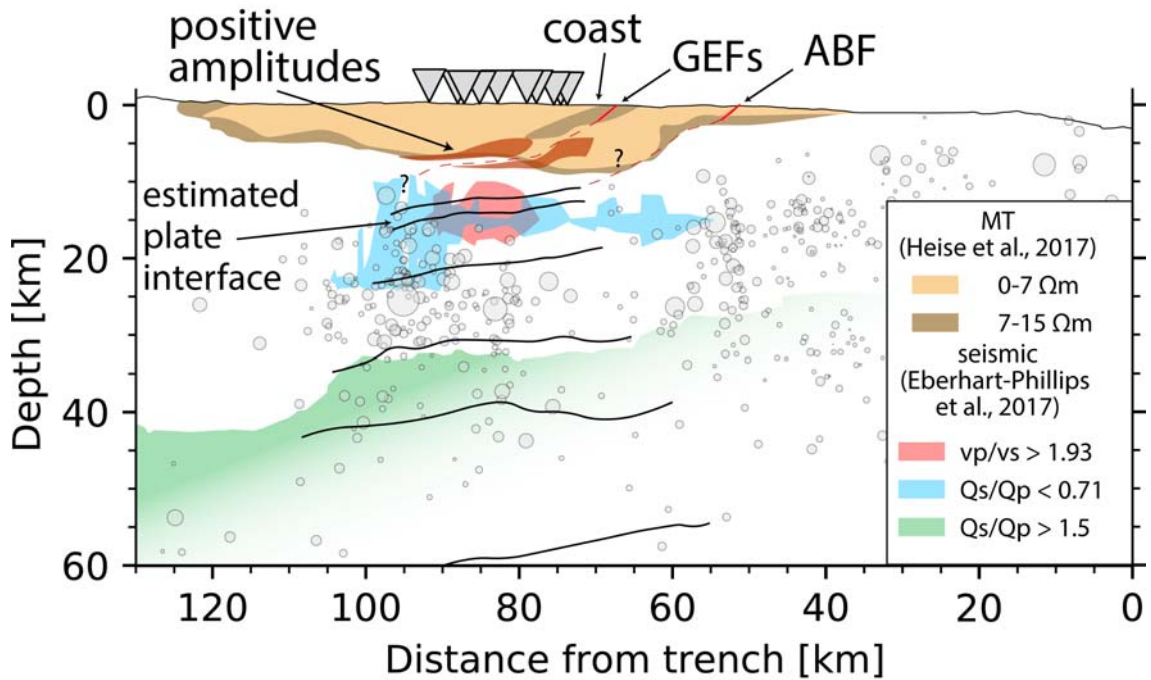 positive
amplitudes
coast
GEFs
ABF
0
20
40
60
Depth [km]
?
?
estimated
plate
interface
MT
(Heise et al., 2017)
0-7 Ωm
7-15 Ωm
seismic
(Eberhart-Phillips
et al., 2017)
vp/vs > 1.93
Qs/Qp < 0.71
Qs/Qp > 1.5
120
100
80
60
40
20
0
Distance from trench [km]